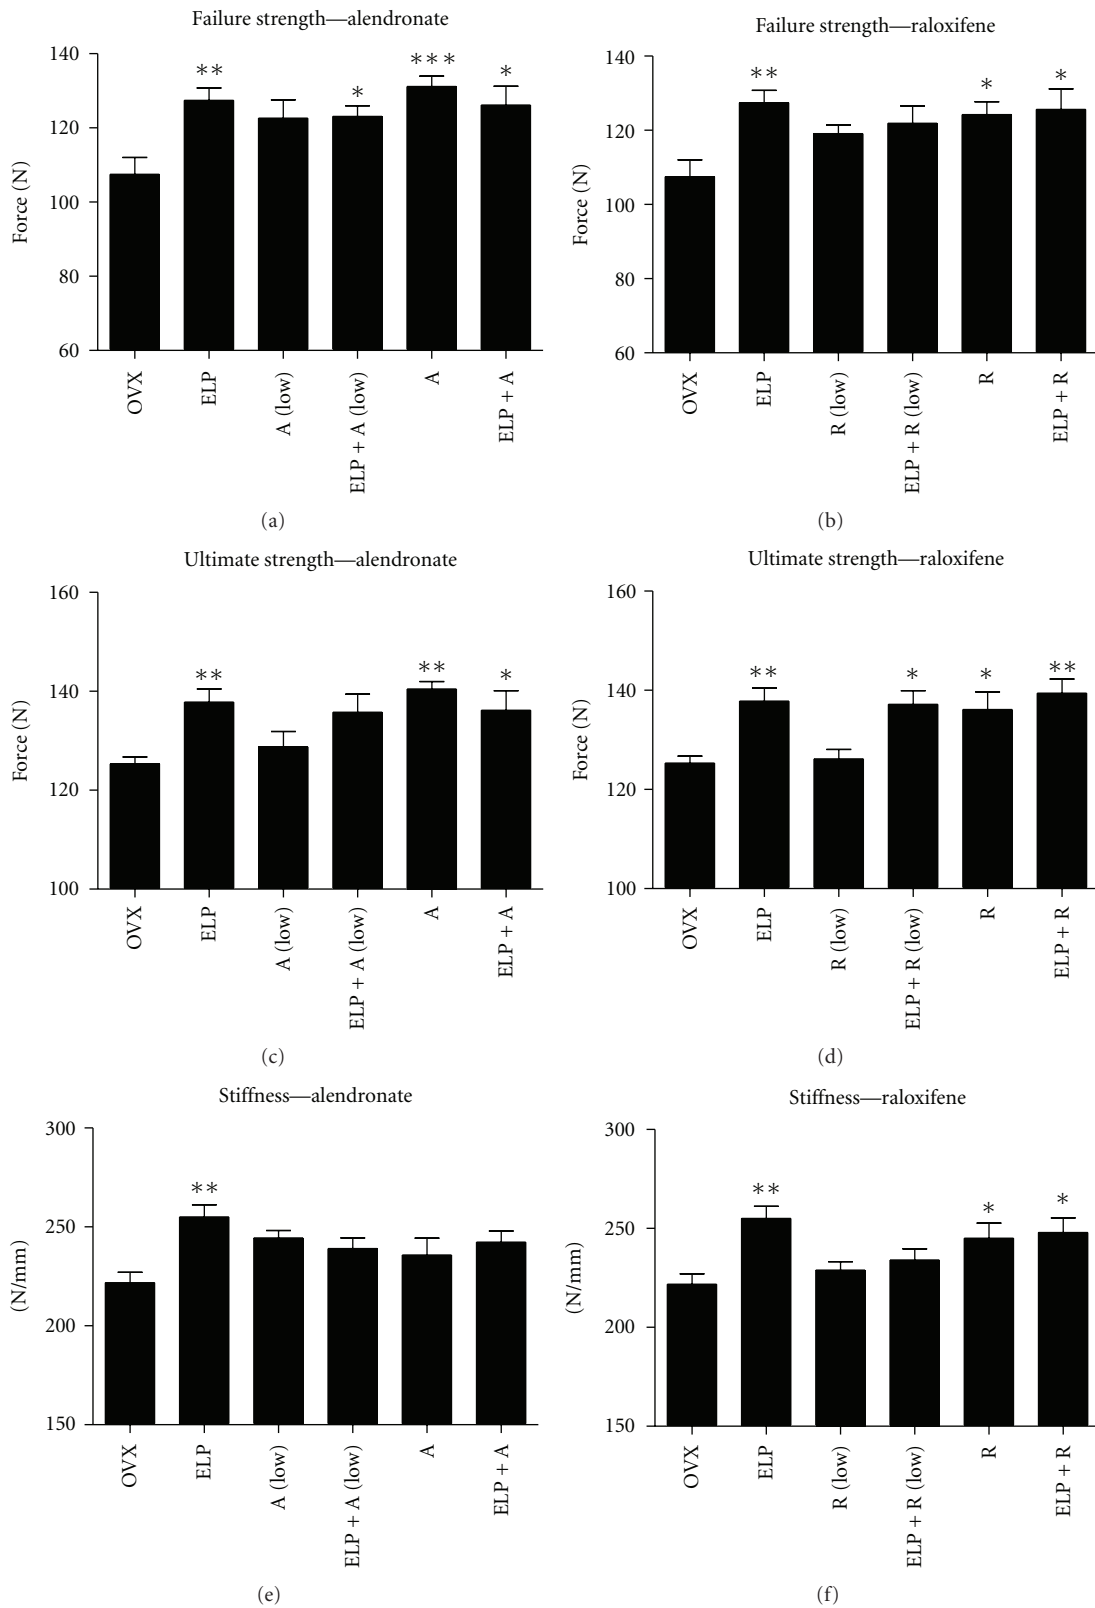 Failure strength—alendronate
140
120
100
80
60
Force (N)
**
*
***
*
OVX
ELP
A (low)
ELP + A (low)
A
ELP + A
(a)
Failure strength—raloxifene
140
120
100
80
60
Force (N)
**
*
*
OVX
ELP
R (low)
ELP + R (low)
R
ELP + R
(b)
Ultimate strength—alendronate
160
140
120
100
Force (N)
**
**
*
OVX
ELP
A (low)
ELP + A (low)
A
ELP + A
(c)
Ultimate strength—raloxifene
160
140
120
100
Force (N)
**
*
*
**
OVX
ELP
R (low)
ELP + R (low)
R
ELP + R
(d)
Stiffness—alendronate
300
250
200
150
(N/mm)
**
OVX
ELP
A (low)
ELP + A (low)
A
ELP + A
(e)
Stiffness—raloxifene
300
250
200
150
(N/mm)
**
*
*
OVX
ELP
R (low)
ELP + R (low)
R
ELP + R
(f)